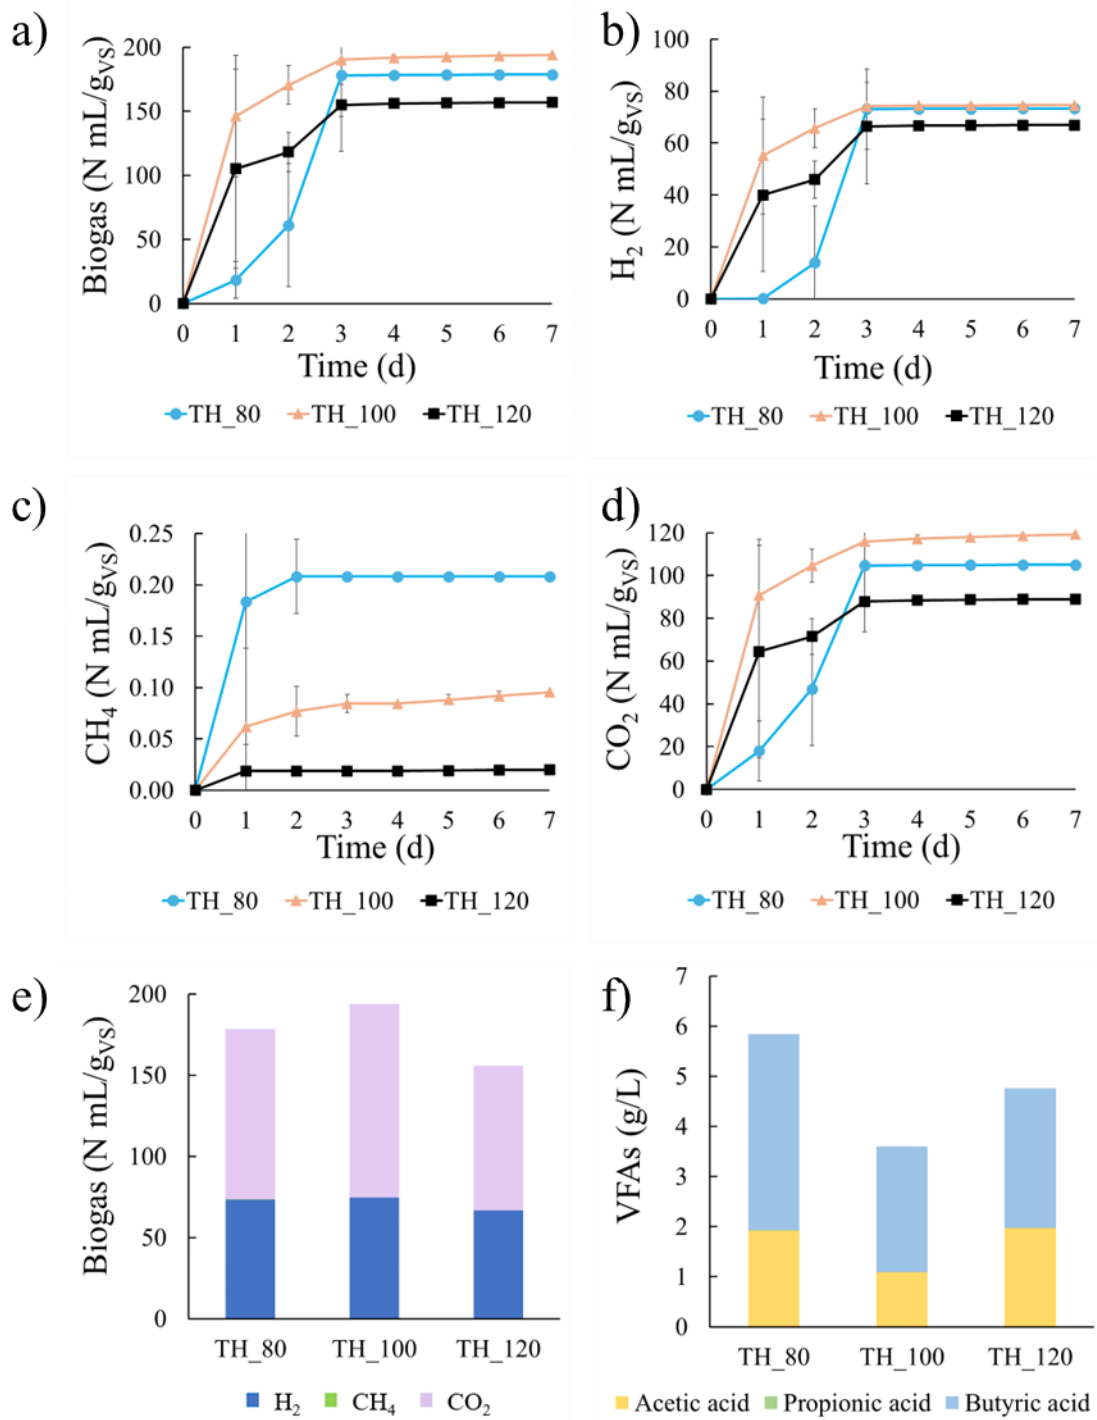 a)
Biogas (N mL/gVS)
200
150
100
50
0
0 1 2 3 4 5 6 7
Time (d)
TH_80 TH_100 TH_120
b)
H2 (N mL/gVS)
100
80
60
40
20
0
0 1 2 3 4 5 6 7
Time (d)
TH_80 TH_100 TH_120
c)
CH4 (N mL/gVS)
0.25
0.20
0.15
0.10
0.05
0.00
0 1 2 3 4 5 6 7
Time (d)
TH_80 TH_100 TH_120
d)
CO2 (N mL/gVS)
120
100
80
60
40
20
0
0 1 2 3 4 5 6 7
Time (d)
TH_80 TH_100 TH_120
e)
Biogas (N mL/gVS)
200
150
100
50
0
TH_80 TH_100 TH_120
H2 CH4 CO2
f)
VFAs (g/L)
7
6
5
4
3
2
1
0
TH_80 TH_100 TH_120
Acetic acid Propionic acid Butyric acid